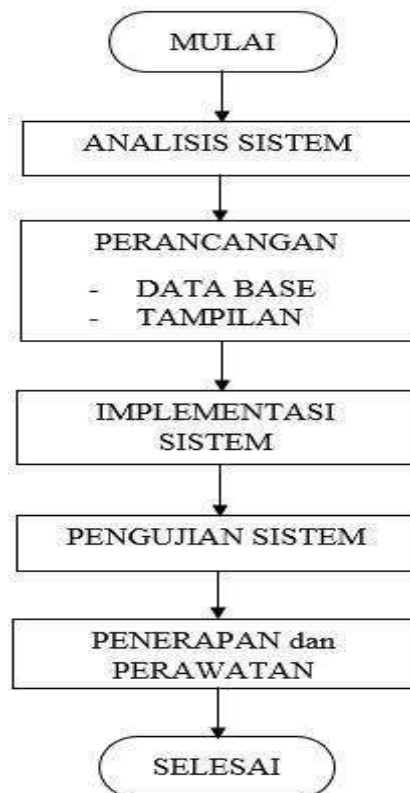 MULAI
ANALISIS SISTEM
PERANCANGAN
- DATA BASE
- TAMPILAN
IMPLEMENTASI
SISTEM
PENGUJIAN SISTEM
PENERAPAN dan
PERAWATAN
SELESAI